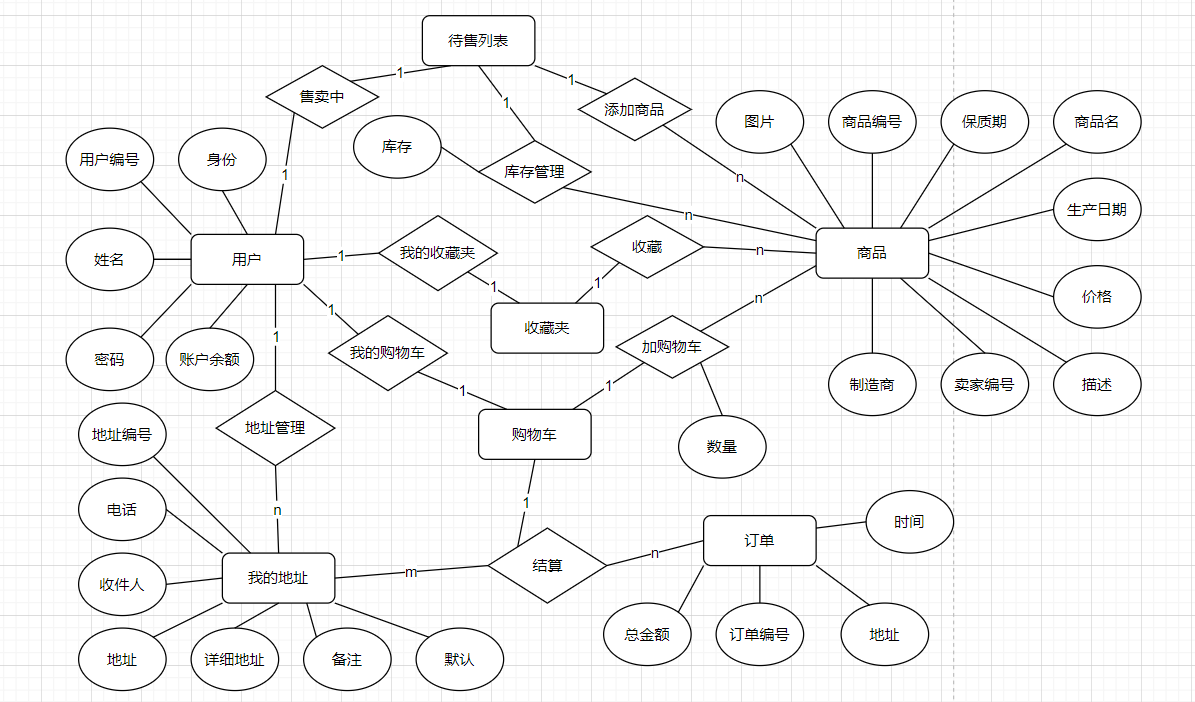 待售列表
1
售卖中
1
1
添加商品
图片
商品编号
保质期
商品名
库存
用户编号
身份
库存管理
1
n
生产日期
n
姓名
用户
1
我的收藏夹
收藏
n
商品
1
1
价格
n
1
收藏夹
1
密码
账户余额
我的购物车
加购物车
1
1
制造商
卖家编号
描述
地址编号
地址管理
购物车
数量
电话
n
1
订单
时间
收件人
我的地址
m
结算
n
地址
详细地址
备注
默认
总金额
订单编号
地址